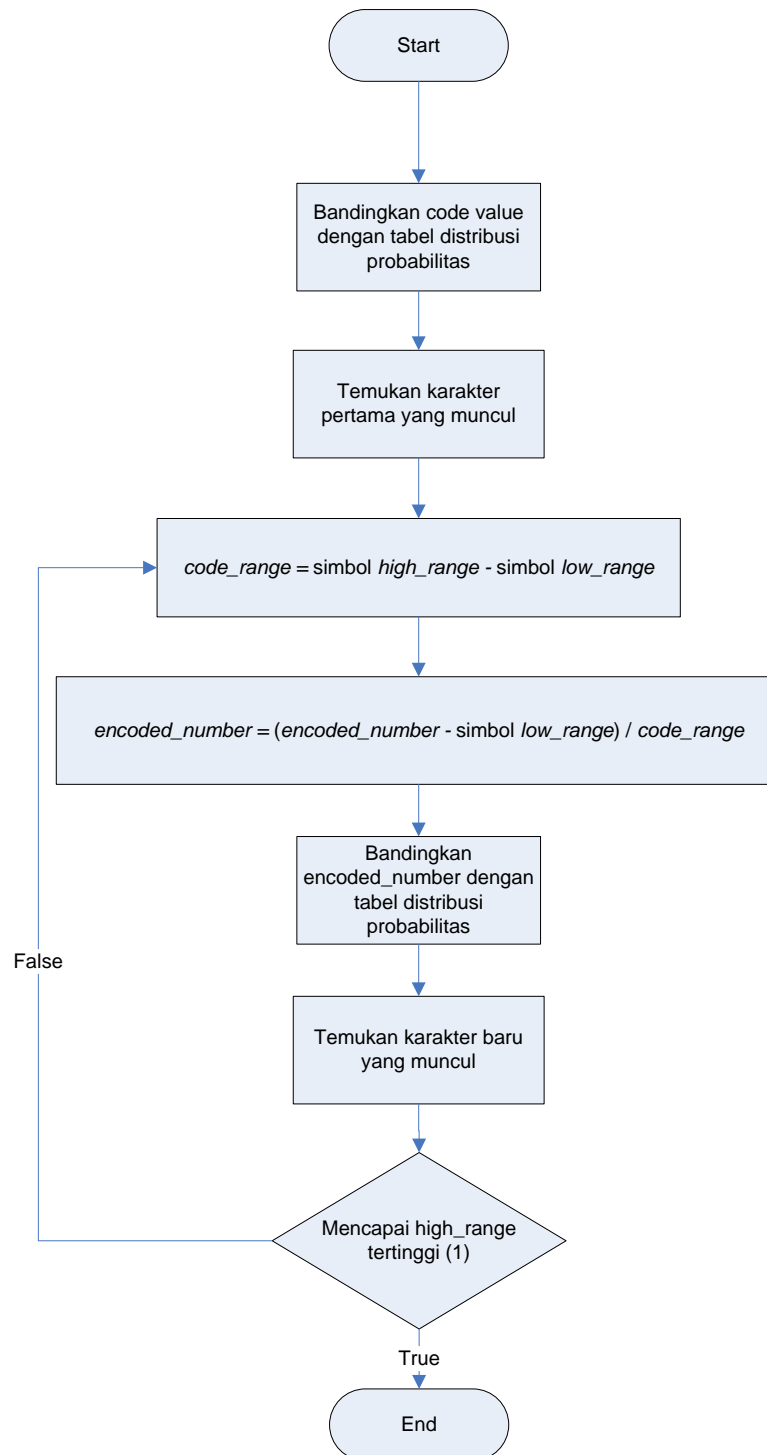 Start
Bandingkan code value
dengan tabel distribusi
probabilitas
Temukan karakter
pertama yang muncul
code_range = simbol high_range - simbol low_range
encoded_number = (encoded_number - simbol low_range) / code_range
Bandingkan
encoded_number dengan
tabel distribusi
probabilitas
False
Temukan karakter baru
yang muncul
Mencapai high_range
tertinggi (1)
True
End